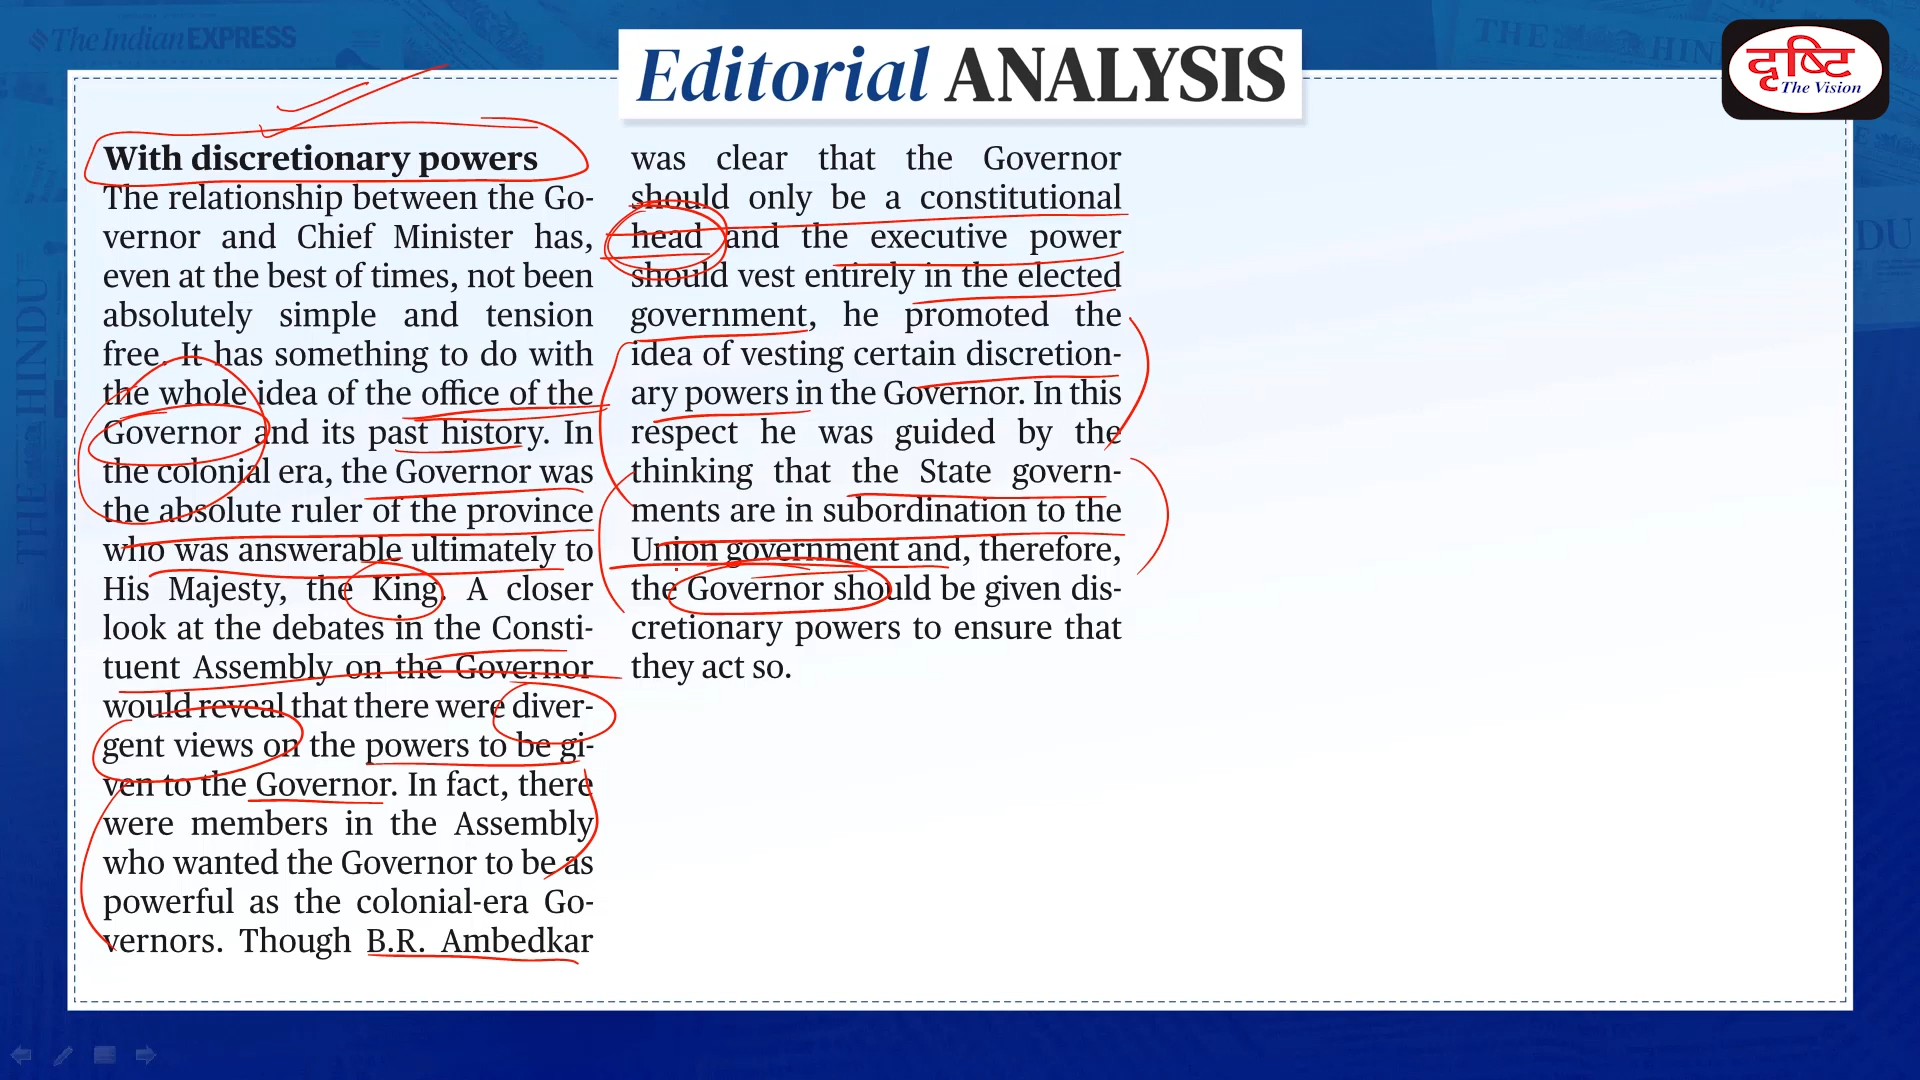 The Indian EXPRESS
THE HINDU
Editorial ANALYSIS
दृष्टि
The Vision
With discretionary powers
The relationship between the Go-
vernor and Chief Minister has,
even at the best of times, not been
absolutely simple and tension
free. It has something to do with
the whole idea of the office of the
Governor and its past history. In
the colonial era, the Governor was
the absolute ruler of the province
who was answerable ultimately to
His Majesty, the King. A closer
look at the debates in the Consti-
tuent Assembly on the Governor
would reveal that there were diver-
gent views on the powers to be gi-
ven to the Governor. In fact, there
were members in the Assembly
who wanted the Governor to be as
powerful as the colonial-era Go-
vernors. Though B.R. Ambedkar
was clear that the Governor
should only be a constitutional
head and the executive power
should vest entirely in the elected
government, he promoted the
idea of vesting certain discretion-
ary powers in the Governor. In this
respect he was guided by the
thinking that the State govern-
ments are in subordination to the
Union government and, therefore,
the Governor should be given dis-
cretionary powers to ensure that
they act so.